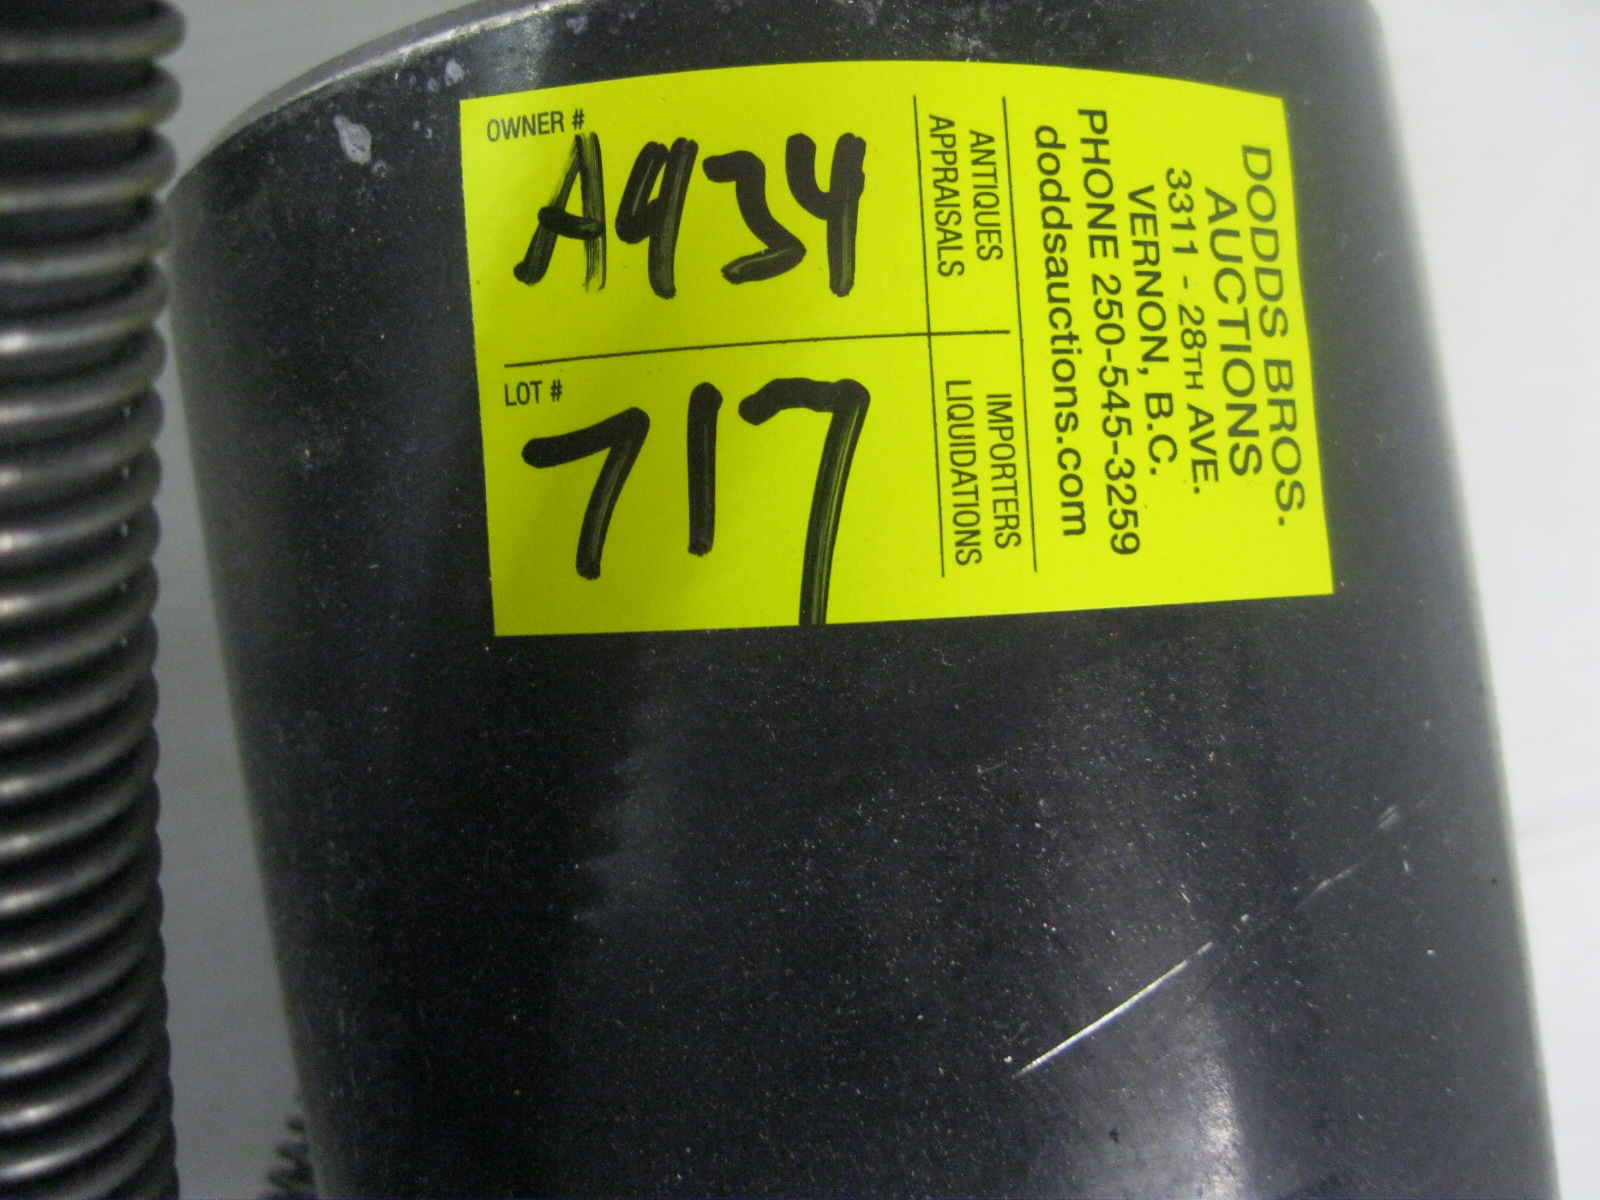 DODDS BROS.
AUCTIONS
3311 - 28TH AVE.
VERNON, B.C.
PHONE 250-545-3259
doddsauctions.com
ANTIQUES
APPRAISALS
IMPORTERS
LIQUIDATIONS
OWNER #
A934
LOT #
717